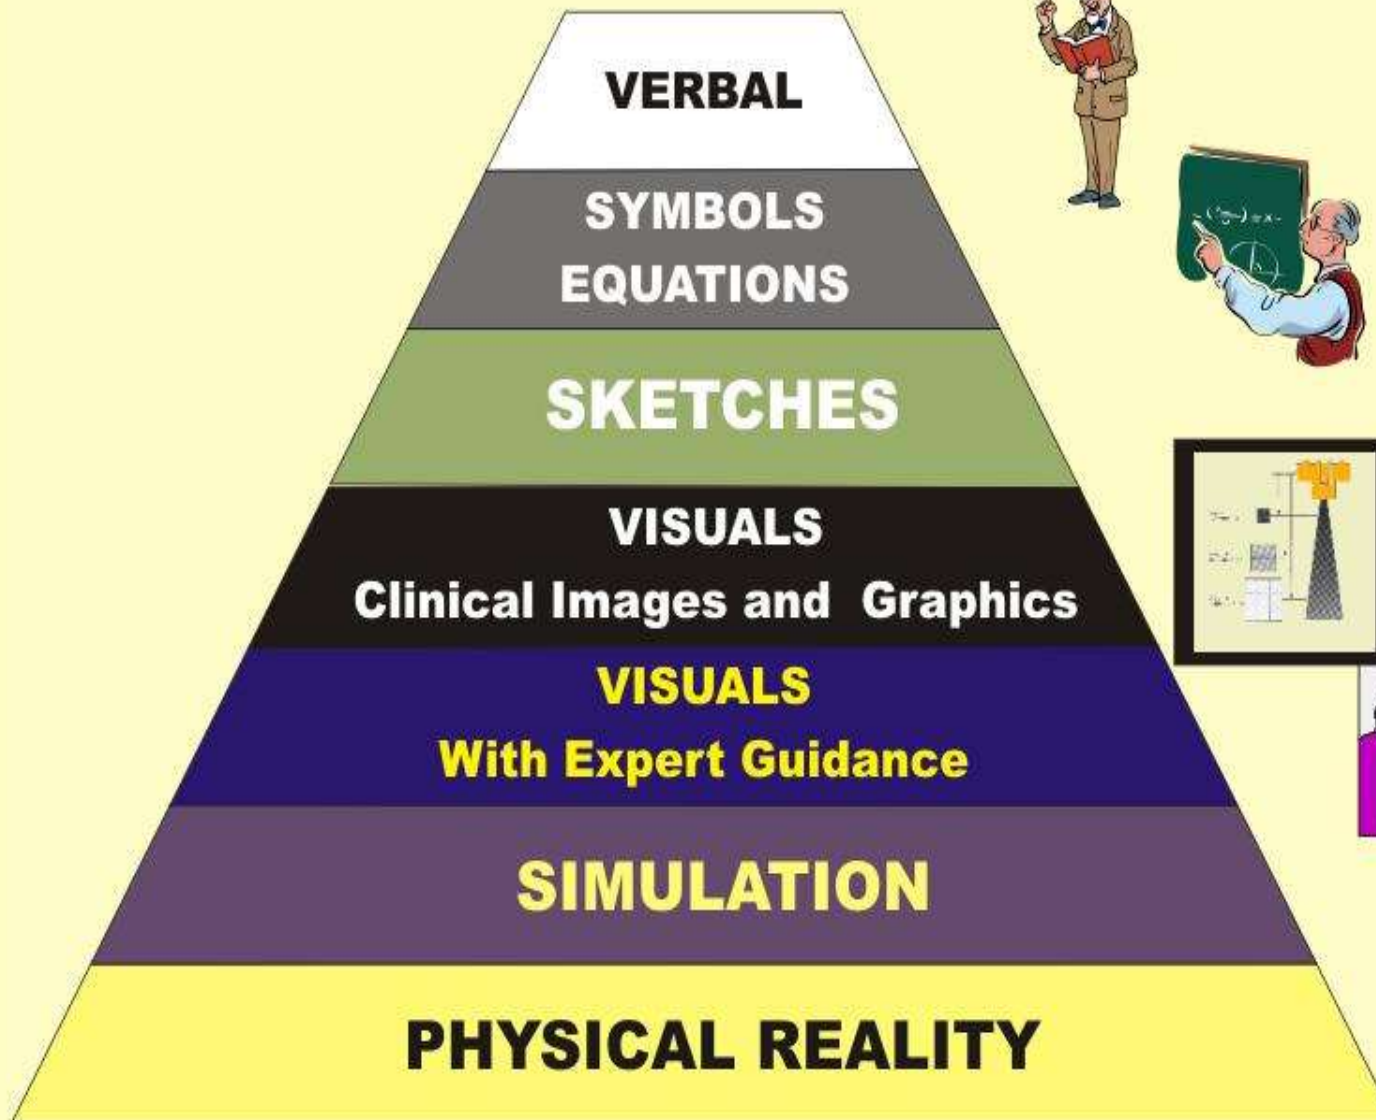 VERBAL
SYMBOLS
EQUATIONS
SKETCHES
VISUALS
Clinical Images and Graphics
VISUALS
With Expert Guidance
SIMULATION
PHYSICAL REALITY